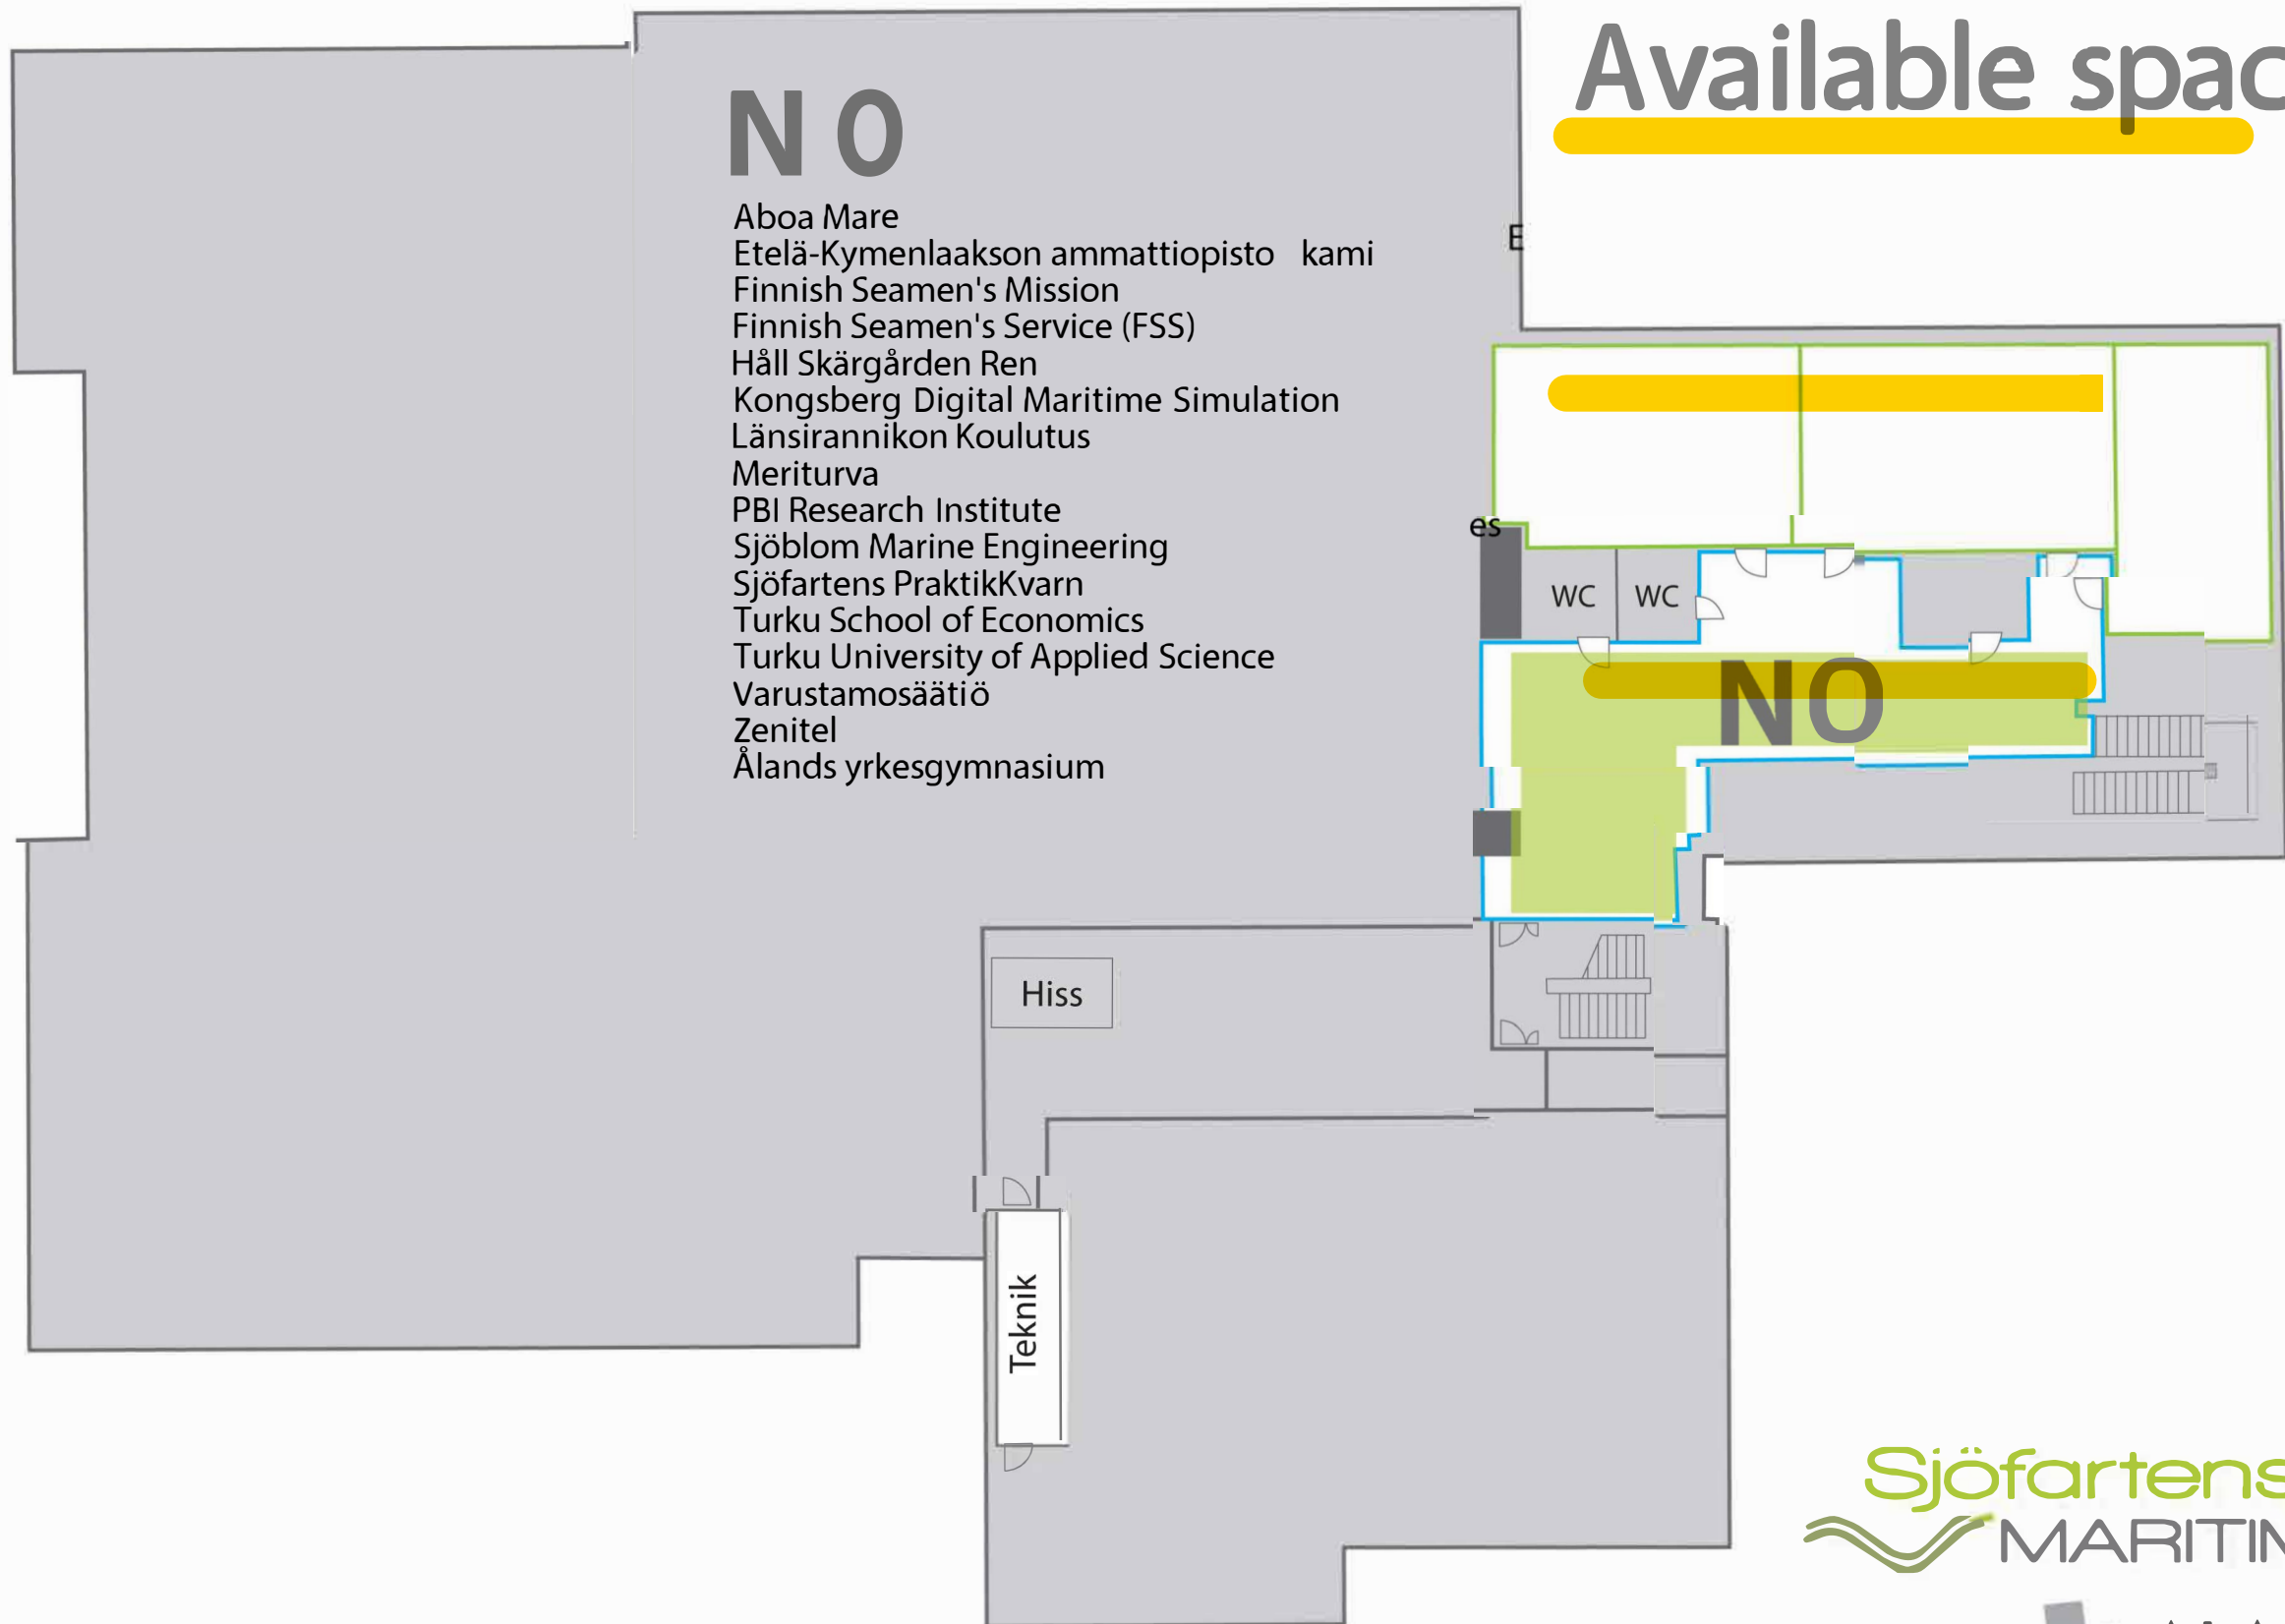 Available spac
N O
Aboa Mare
Etelä-Kymenlaakson ammattiopisto kami
Finnish Seamen's Mission
Finnish Seamen's Service (FSS)
Håll Skärgården Ren
Kongsberg Digital Maritime Simulation
Länsirannikon Koulutus
Meriturva
PBI Research Institute
Sjöblom Marine Engineering
Sjöfartens PraktikKvarn
Turku School of Economics
Turku University of Applied Science
Varustamosäätiö
Zenitel
Ålands yrkesgymnasium
E
es
WC WC
NO
Hiss
Teknik
Sjöfartens
MARITIM